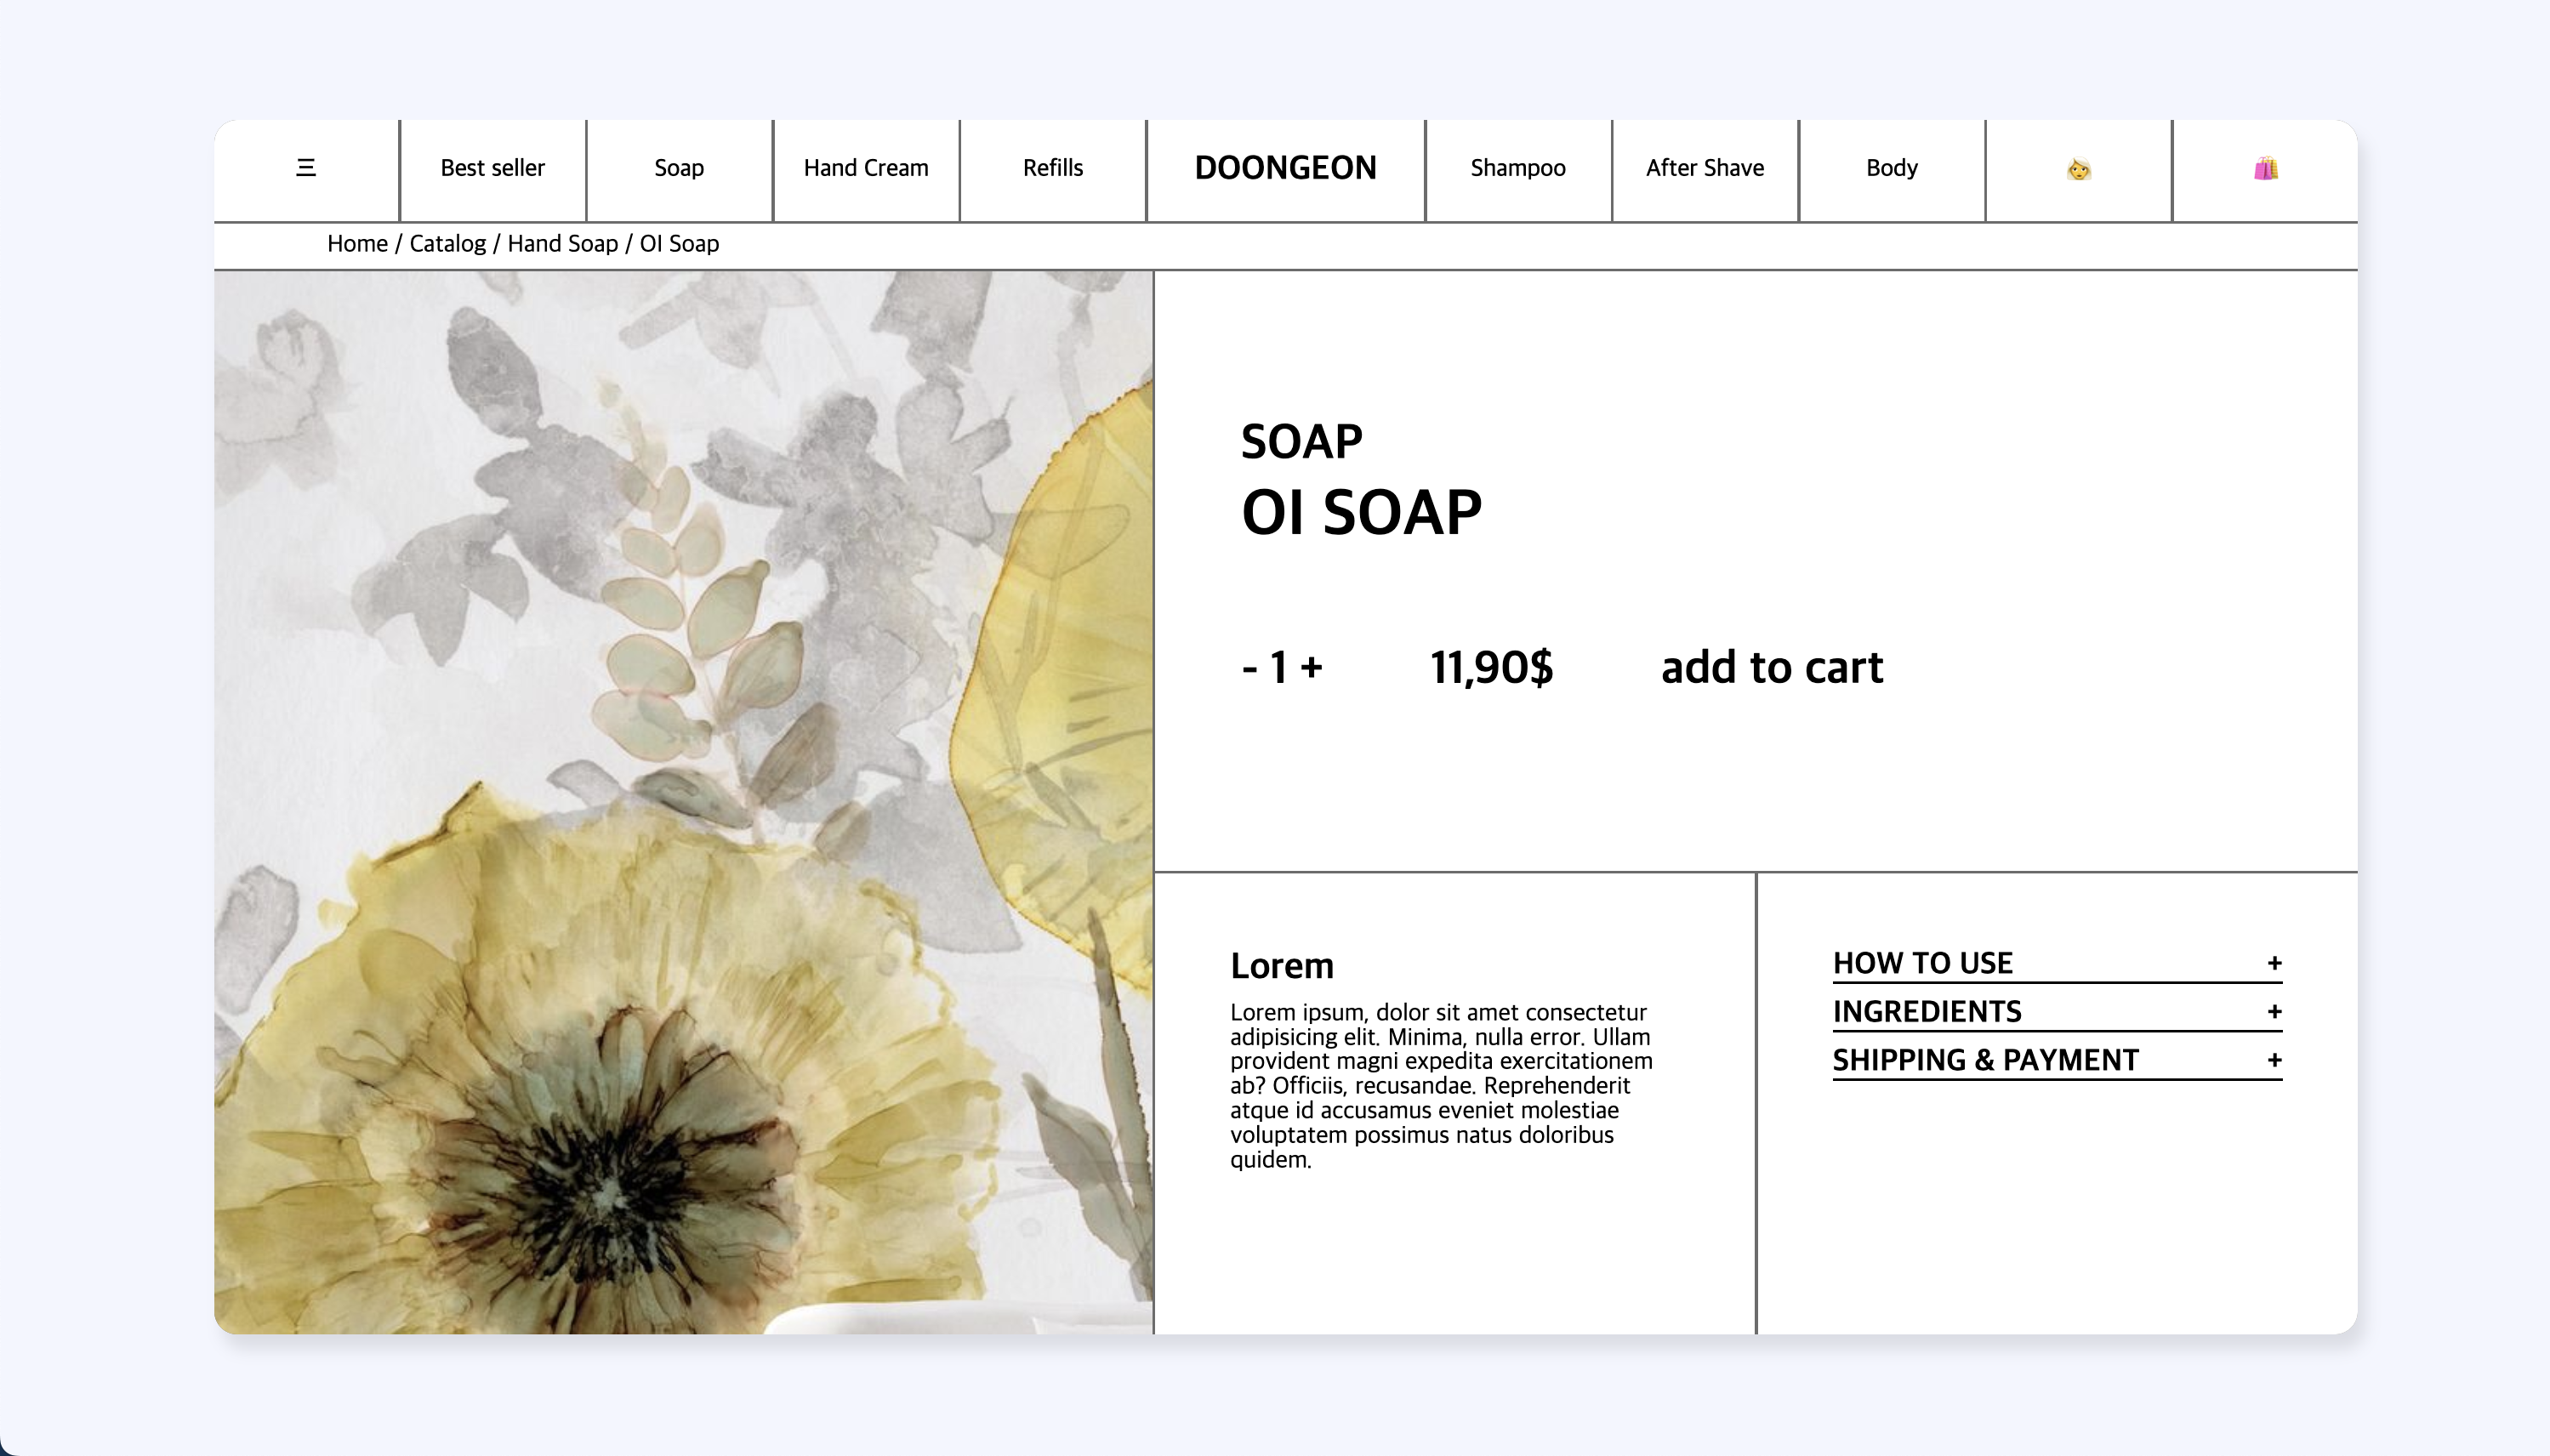 三 Best seller Soap Hand Cream Refills DOONGEON Shampoo After Shave Body
Home / Catalog / Hand Soap / OI Soap
SOAP
OI SOAP
- 1 + 11,90$ add to cart
Lorem
Lorem ipsum, dolor sit amet consectetur
adipisicing elit. Minima, nulla error. Ullam
provident magni expedita exercitationem
ab? Officiis, recusandae. Reprehenderit
atque id accusamus eveniet molestiae
voluptatem possimus natus doloribus
quidem.
HOW TO USE +
INGREDIENTS +
SHIPPING & PAYMENT +